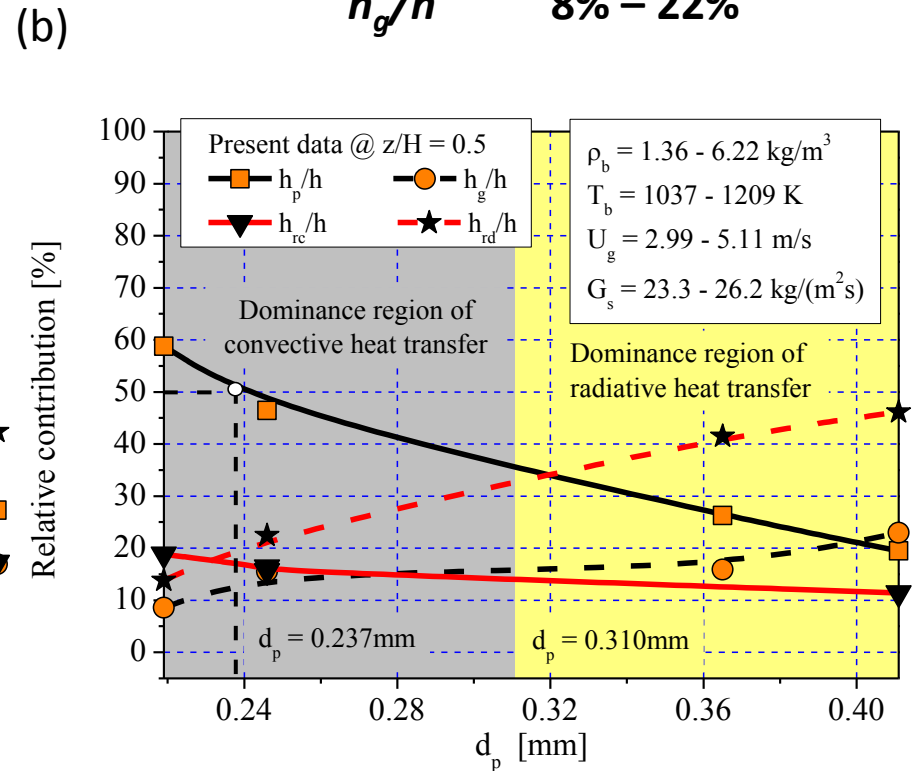 (b)
h_g/h 8% – 22%
Present data @ z/H = 0.5
h_p/h h_g/h
h_rc/h h_rd/h
ρ_b = 1.36 - 6.22 kg/m³
T_b = 1037 - 1209 K
U_g = 2.99 - 5.11 m/s
G_s = 23.3 - 26.2 kg/(m²s)
Dominance region of
convective heat transfer
Dominance region of
radiative heat transfer
d_p = 0.237mm
d_p = 0.310mm
Relative contribution [%]
100
90
80
70
60
50
40
30
20
10
0
0.24 0.28 0.32 0.36 0.40
d_p [mm]